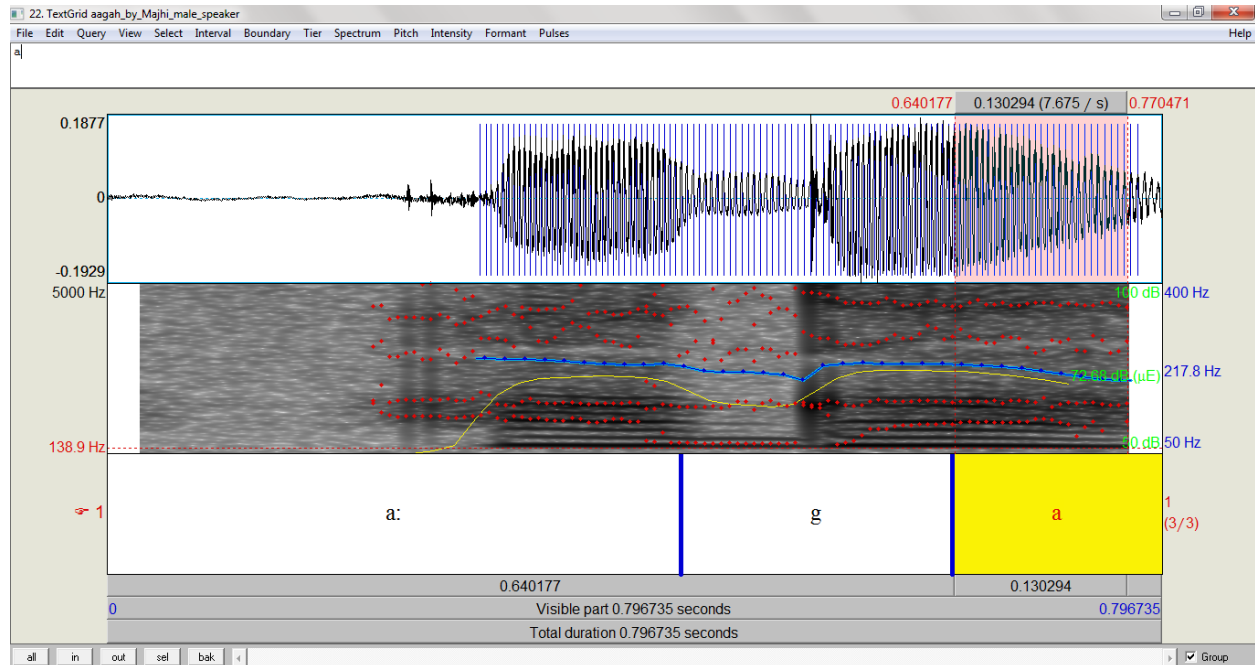 22. TextGrid aagah_by_Majhi_male_speaker
File Edit Query View Select Interval Boundary Tier Spectrum Pitch Intensity Formant Pulses Help
a
0.640177 0.130294 (7.675 / s) 0.770471
0.1877
0
-0.1929
5000 Hz 100 dB 400 Hz
72.68 dB (µE) 217.8 Hz
138.9 Hz 50 dB 50 Hz
☞ 1 a: g a 1
(3/3)
0.640177 0.130294
0 Visible part 0.796735 seconds 0.796735
Total duration 0.796735 seconds
all in out sel bak Group